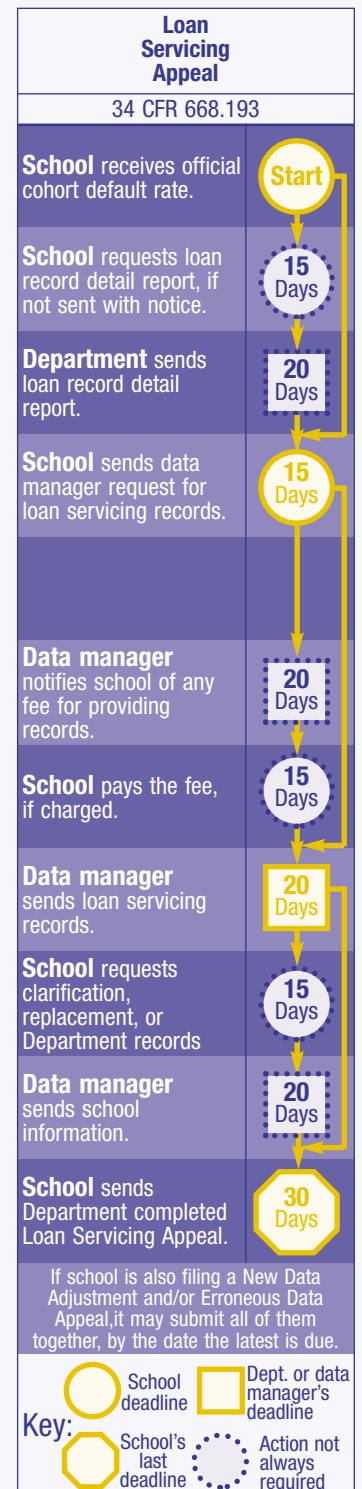 Loan
Servicing
Appeal
34 CFR 668.193
School receives official
cohort default rate.
Start
School requests loan
record detail report, if
not sent with notice.
15
Days
Department sends
loan record detail
report.
20
Days
School sends data
manager request for
loan servicing records.
15
Days
Data manager
notifies school of any
fee for providing
records.
20
Days
School pays the fee,
if charged.
15
Days
Data manager
sends loan servicing
records.
20
Days
School requests
clarification,
replacement, or
Department records
15
Days
Data manager
sends school
information.
20
Days
School sends
Department completed
Loan Servicing Appeal.
30
Days
If school is also filing a New Data
Adjustment and/or Erroneous Data
Appeal,it may submit all of them
together, by the date the latest is due.
Key:
School
deadline
Dept. or data
manager's
deadline
School's
last
deadline
Action not
always
required